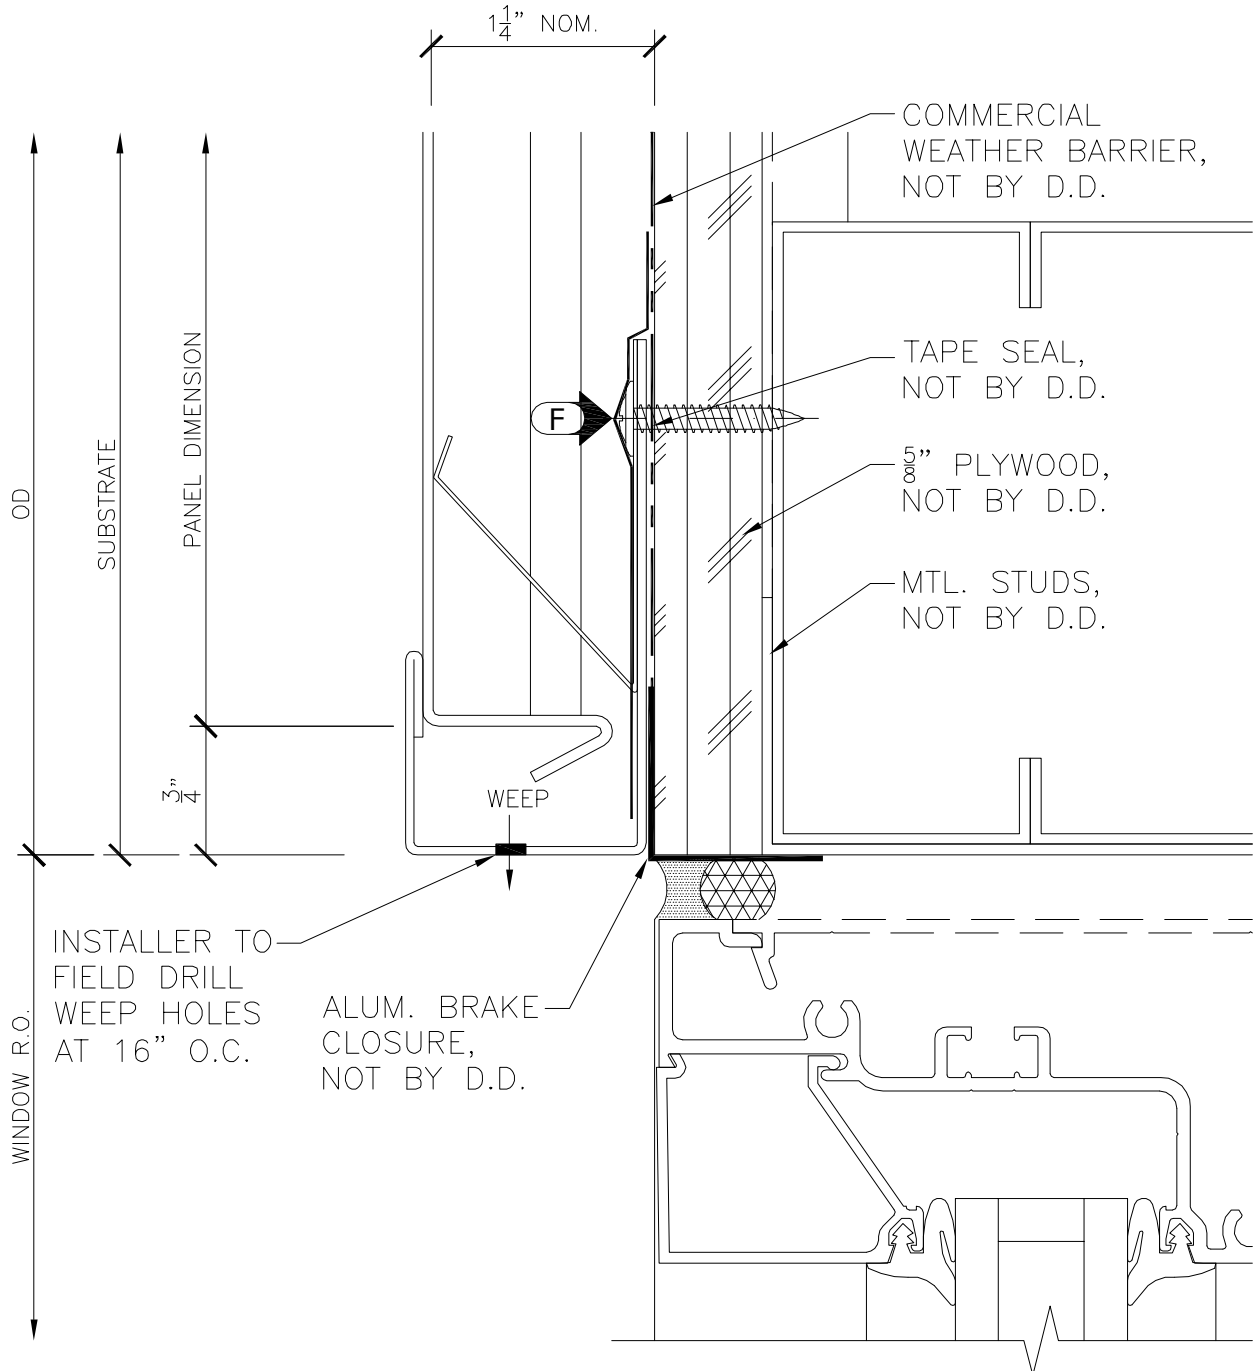 1 1/4" NOM.
COMMERCIAL
WEATHER BARRIER,
NOT BY D.D.
TAPE SEAL,
NOT BY D.D.
F
5/8" PLYWOOD,
NOT BY D.D.
MTL. STUDS,
NOT BY D.D.
OD
SUBSTRATE
PANEL DIMENSION
3/4"
WEEP
INSTALLER TO
FIELD DRILL
WEEP HOLES
AT 16" O.C.
ALUM. BRAKE
CLOSURE,
NOT BY D.D.
WINDOW R.O.